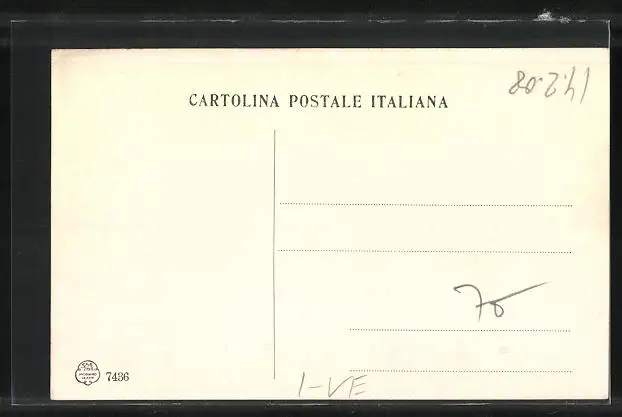 14.2.08
CARTOLINA POSTALE ITALIANA
70
7436
I-VE